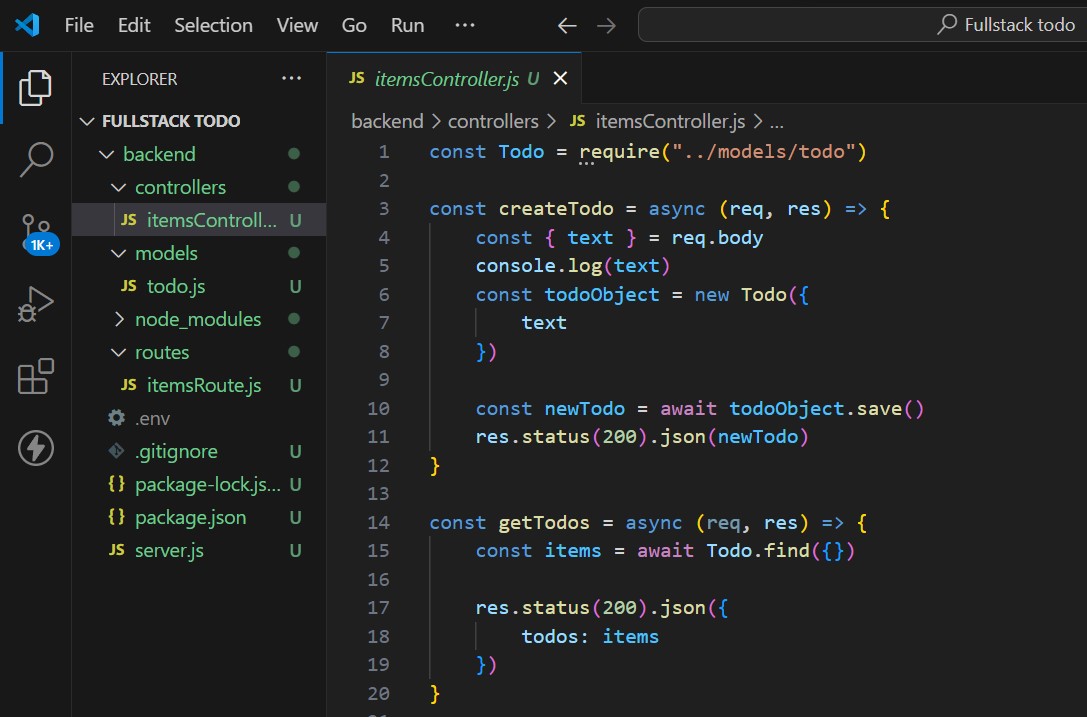 File Edit Selection View Go Run ··· Fullstack todo
EXPLORER ···
FULLSTACK TODO
backend
controllers
JS itemsControll... U
models
JS todo.js U
node_modules
routes
JS itemsRoute.js U
.env
.gitignore U
{} package-lock.js... U
{} package.json U
JS server.js U
1K+
JS itemsController.js U
backend > controllers > JS itemsController.js > ...
1 const Todo = require("../models/todo")
2
3 const createTodo = async (req, res) => {
4 const { text } = req.body
5 console.log(text)
6 const todoObject = new Todo({
7 text
8 })
9
10 const newTodo = await todoObject.save()
11 res.status(200).json(newTodo)
12 }
13
14 const getTodos = async (req, res) => {
15 const items = await Todo.find({})
16
17 res.status(200).json({
18 todos: items
19 })
20 }